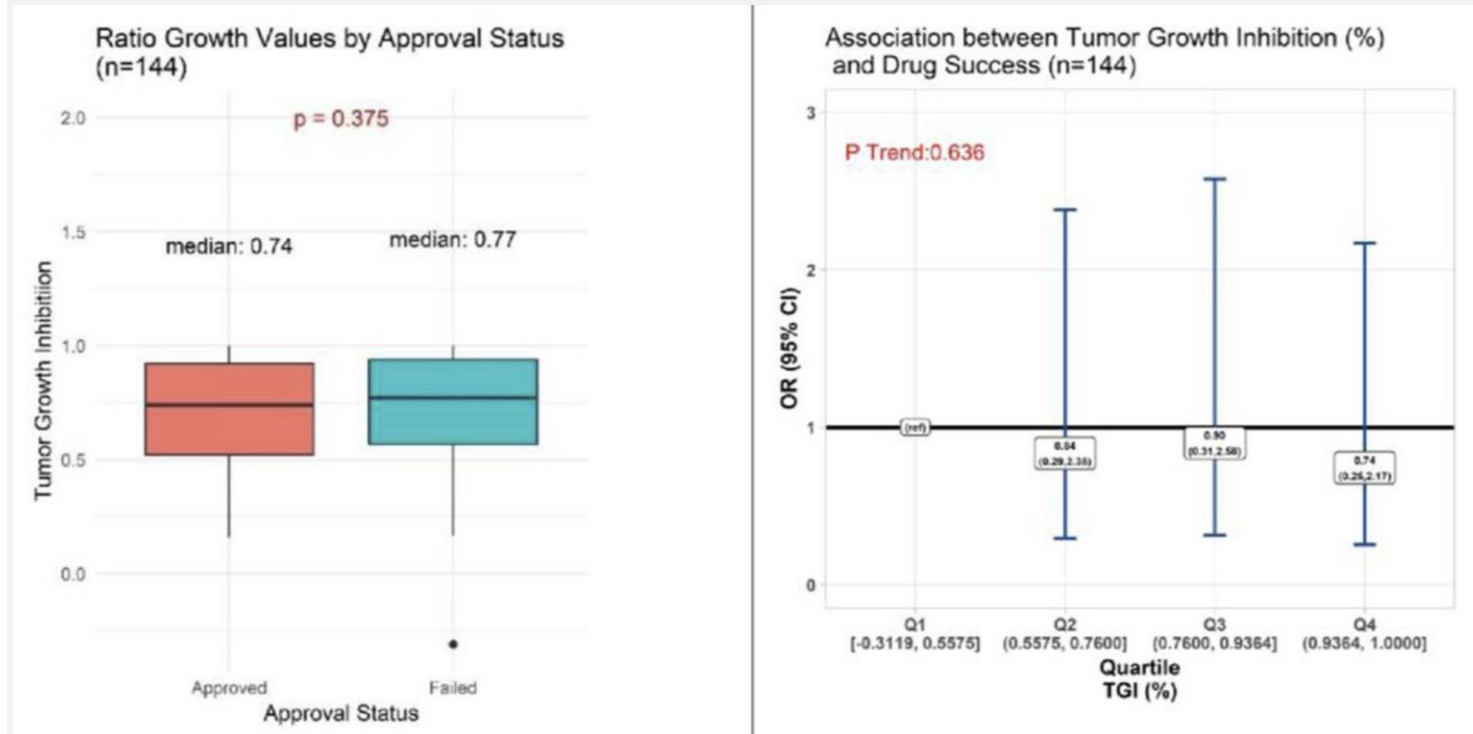 Ratio Growth Values by Approval Status
(n=144)
p = 0.375
2.0
1.5
1.0
0.5
0.0
median: 0.74
median: 0.77
Tumor Growth Inhibitiion
Approved
Failed
Approval Status
Association between Tumor Growth Inhibition (%)
and Drug Success (n=144)
P Trend:0.636
3
2
1
0
OR (95% CI)
(ref)
0.84
(0.29,2.38)
0.90
(0.31,2.58)
0.74
(0.25,2.17)
Q1
[-0.3119, 0.5575]
Q2
(0.5575, 0.7600]
Q3
(0.7600, 0.9364]
Q4
(0.9364, 1.0000]
Quartile
TGI (%)